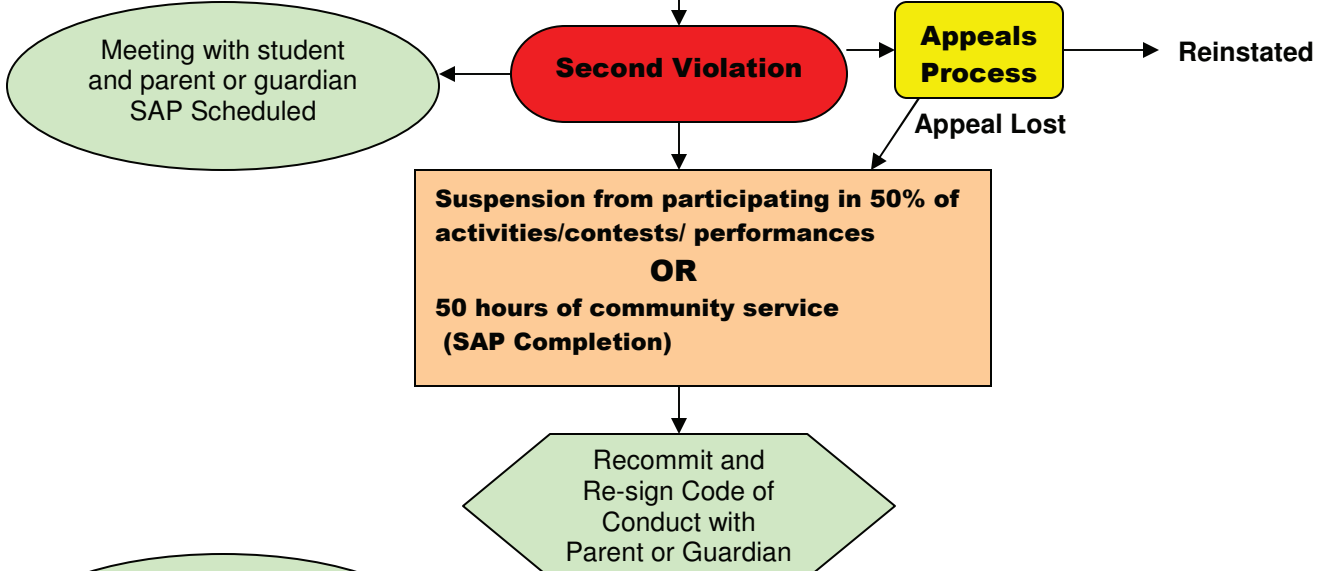 Meeting with student
and parent or guardian
SAP Scheduled
Second Violation
Appeals
Process
Reinstated
Appeal Lost
Suspension from participating in 50% of
activities/contests/ performances
OR
50 hours of community service
(SAP Completion)
Recommit and
Re-sign Code of
Conduct with
Parent or Guardian